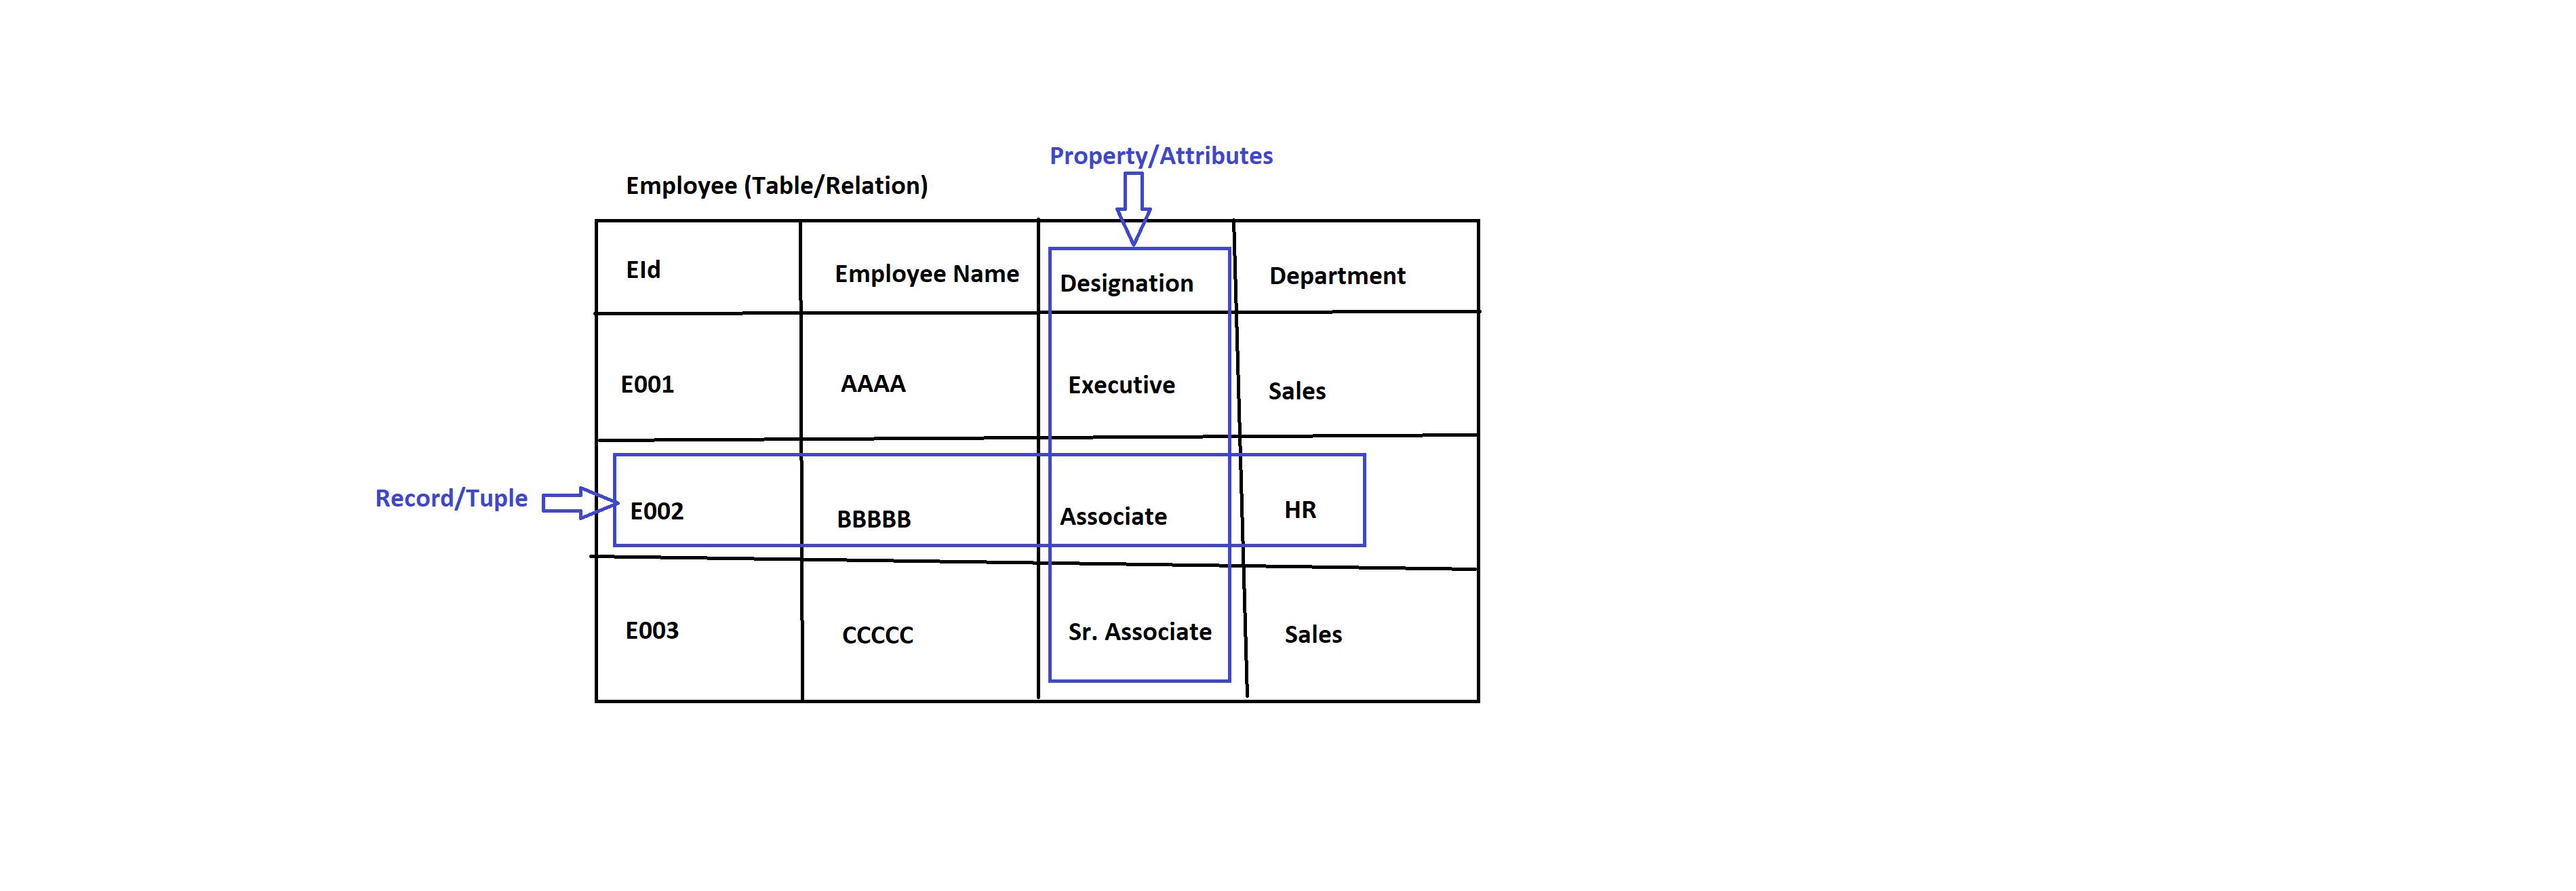 Property/Attributes
Employee (Table/Relation)
EId Employee Name Designation Department
E001 AAAA Executive Sales
Record/Tuple
E002 BBBBB Associate HR
E003 CCCCC Sr. Associate Sales